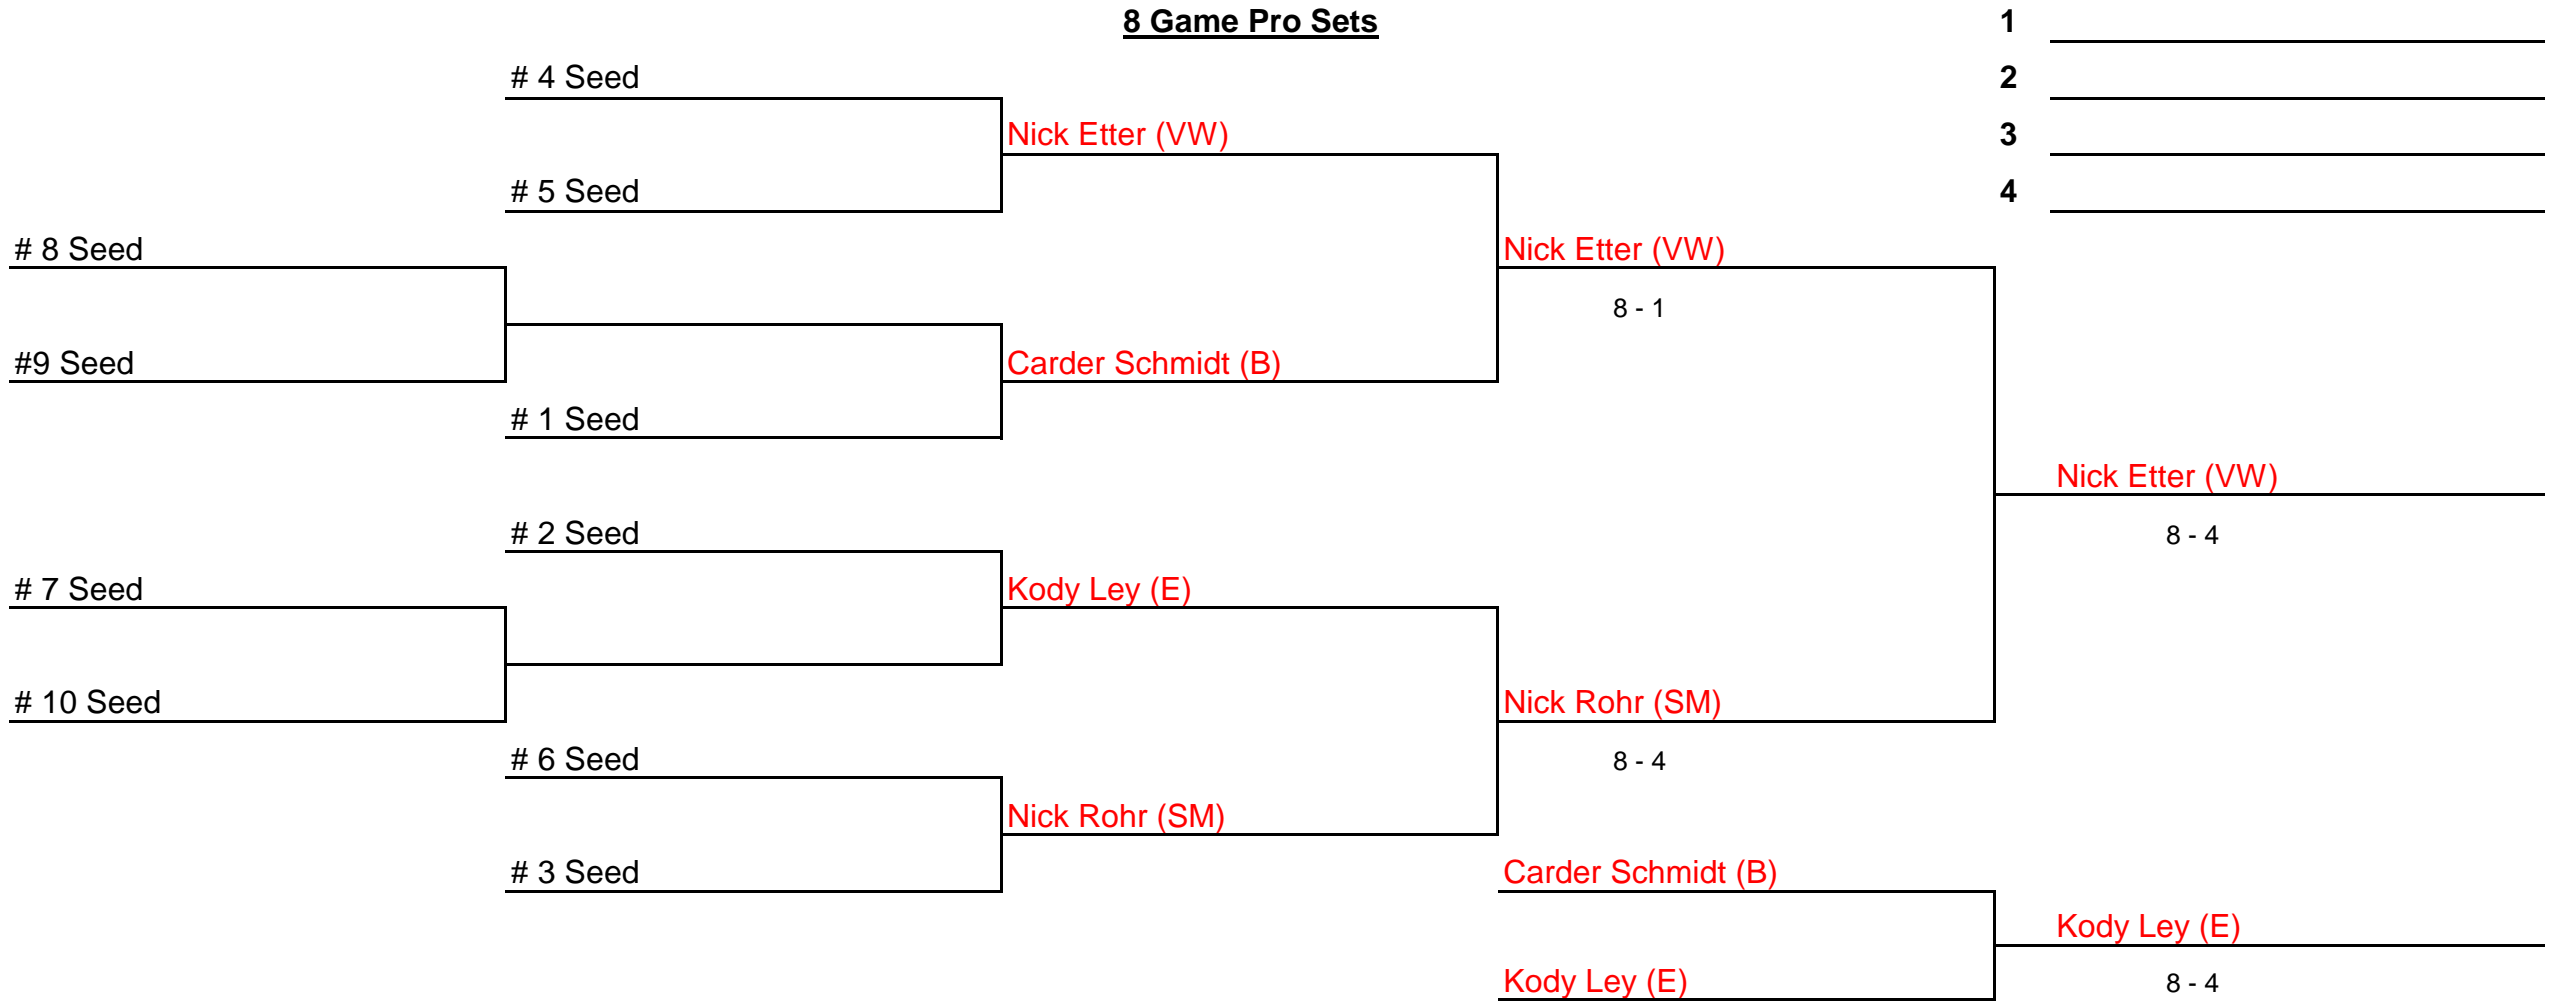 8 Game Pro Sets
1
# 4 Seed
2
Nick Etter (VW)
3
# 5 Seed
4
# 8 Seed
Nick Etter (VW)
8 - 1
#9 Seed
Carder Schmidt (B)
# 1 Seed
Nick Etter (VW)
# 2 Seed
8 - 4
# 7 Seed
Kody Ley (E)
# 10 Seed
Nick Rohr (SM)
# 6 Seed
8 - 4
Nick Rohr (SM)
# 3 Seed
Carder Schmidt (B)
Kody Ley (E)
Kody Ley (E)
8 - 4